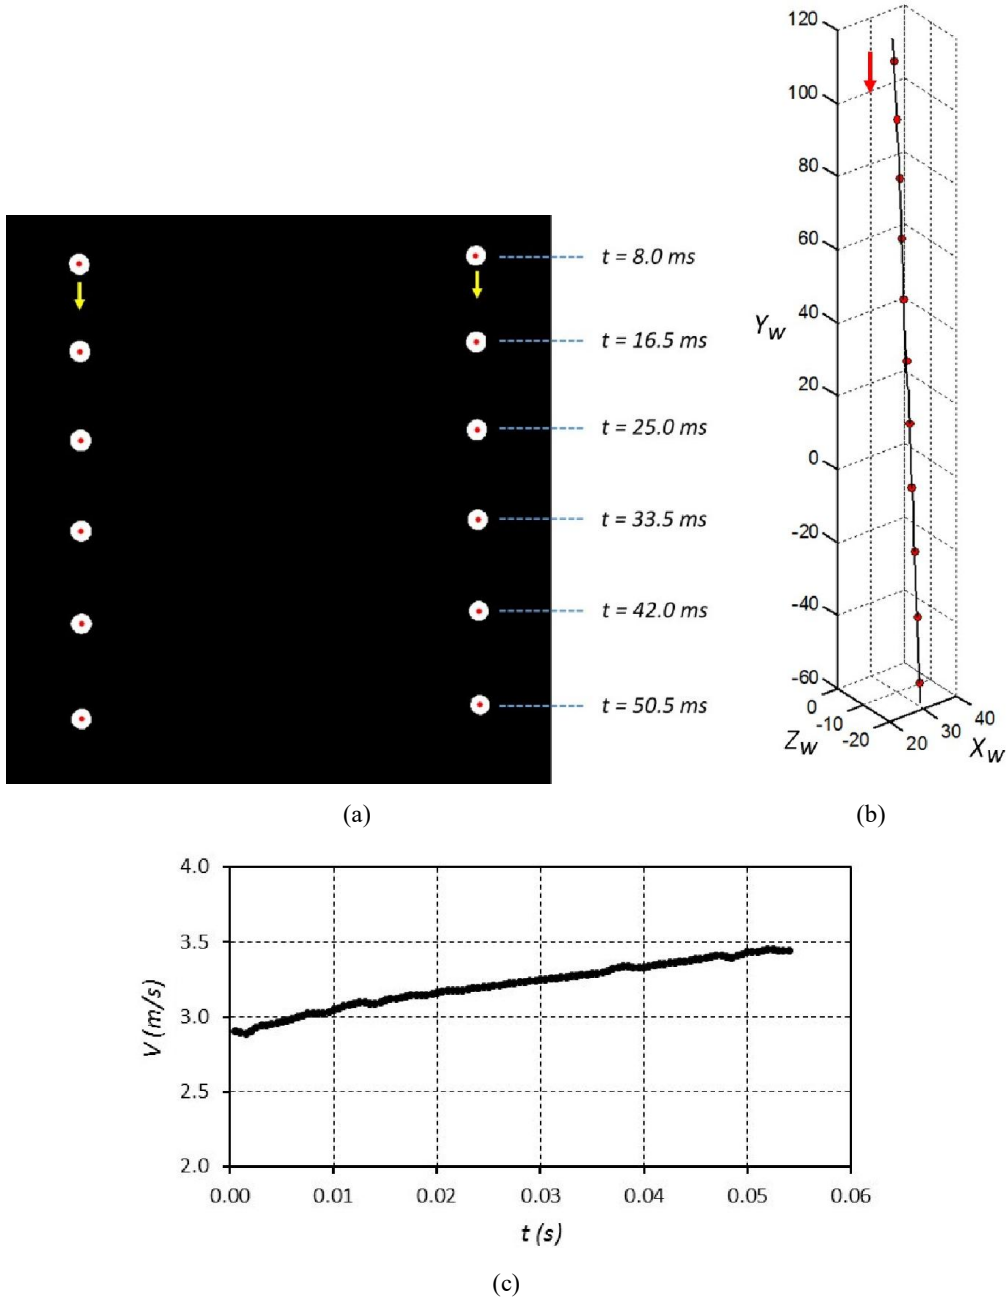 t = 8.0 ms
t = 16.5 ms
t = 25.0 ms
t = 33.5 ms
t = 42.0 ms
t = 50.5 ms
(a)
120
100
80
60
40
20
0
-20
-40
-60
Y_W
0
-10
-20
Z_W
20
30
40
X_W
(b)
4.0
3.5
3.0
2.5
2.0
V (m/s)
0.00 0.01 0.02 0.03 0.04 0.05 0.06
t (s)
(c)